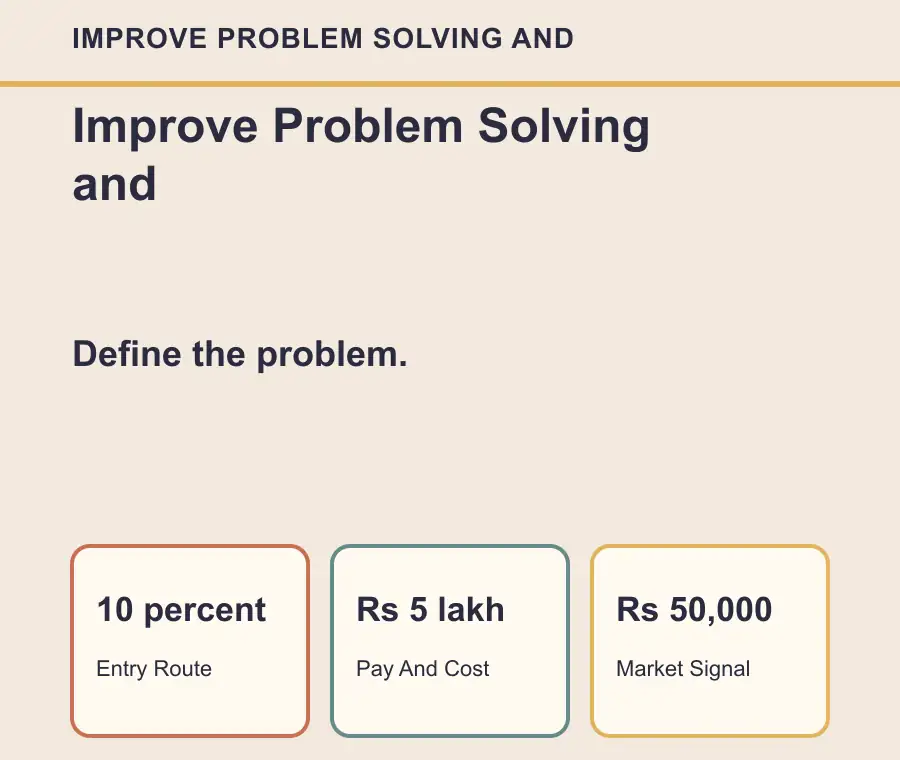 IMPROVE PROBLEM SOLVING AND
Improve Problem Solving
and
Define the problem.
10 percent
Entry Route
Rs 5 lakh
Pay And Cost
Rs 50,000
Market Signal